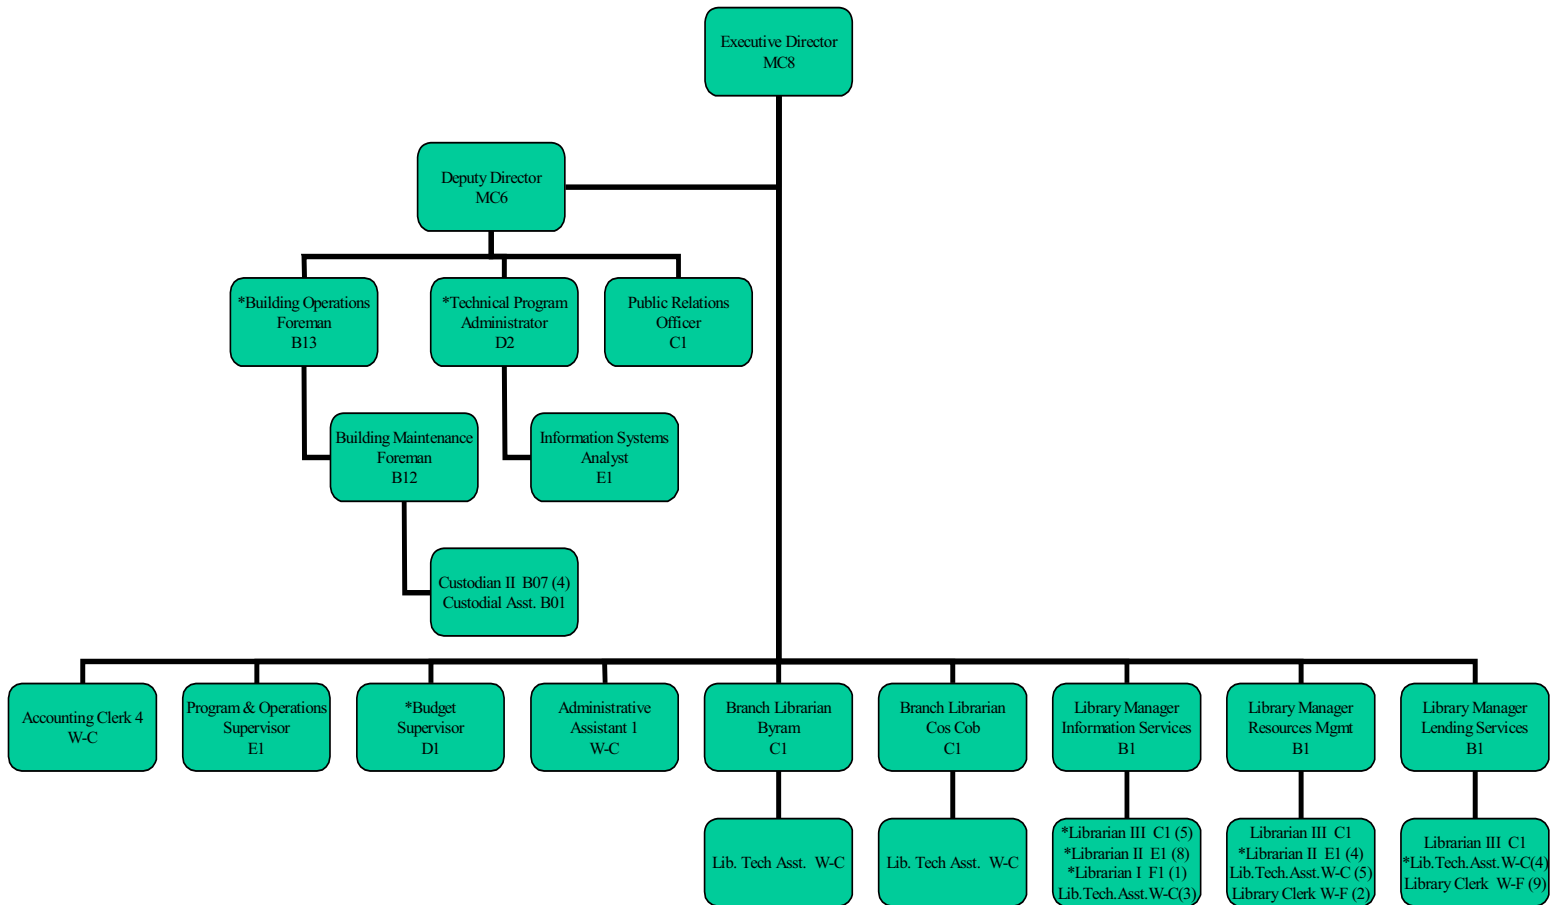 Executive Director
MC8
Deputy Director
MC6
*Building Operations
Foreman
B13
*Technical Program
Administrator
D2
Public Relations
Officer
C1
Building Maintenance
Foreman
B12
Information Systems
Analyst
E1
Custodian II B07 (4)
Custodial Asst. B01
Accounting Clerk 4
W-C
Program & Operations
Supervisor
E1
*Budget
Supervisor
D1
Administrative
Assistant 1
W-C
Branch Librarian
Byram
C1
Branch Librarian
Cos Cob
C1
Library Manager
Information Services
B1
Library Manager
Resources Mgmt
B1
Library Manager
Lending Services
B1
Lib. Tech Asst. W-C
Lib. Tech Asst. W-C
*Librarian III C1 (5)
*Librarian II E1 (8)
*Librarian I F1 (1)
Lib.Tech.Asst.W-C(3)
Librarian III C1
*Librarian II E1 (4)
Lib.Tech.Asst.W-C (5)
Library Clerk W-F (2)
Librarian III C1
*Lib.Tech.Asst.W-C(4)
Library Clerk W-F (9)